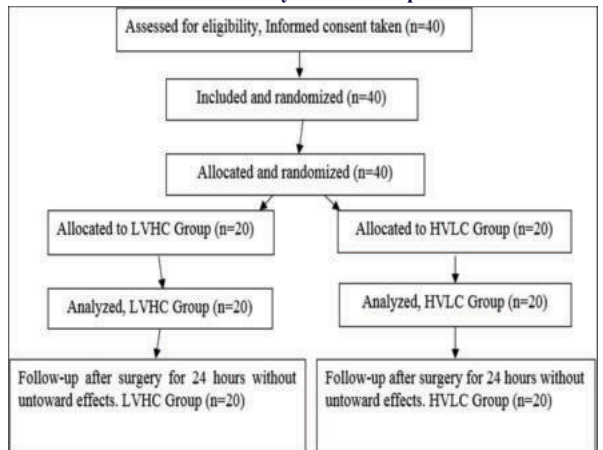 Assessed for eligibility, Informed consent taken (n=40)
Included and randomized (n=40)
Allocated and randomized (n=40)
Allocated to LVHC Group (n=20)
Allocated to HVLC Group (n=20)
Analyzed, LVHC Group (n=20)
Analyzed, HVLC Group (n=20)
Follow-up after surgery for 24 hours without
untoward effects. LVHC Group (n=20)
Follow-up after surgery for 24 hours without
untoward effects. HVLC Group (n=20)